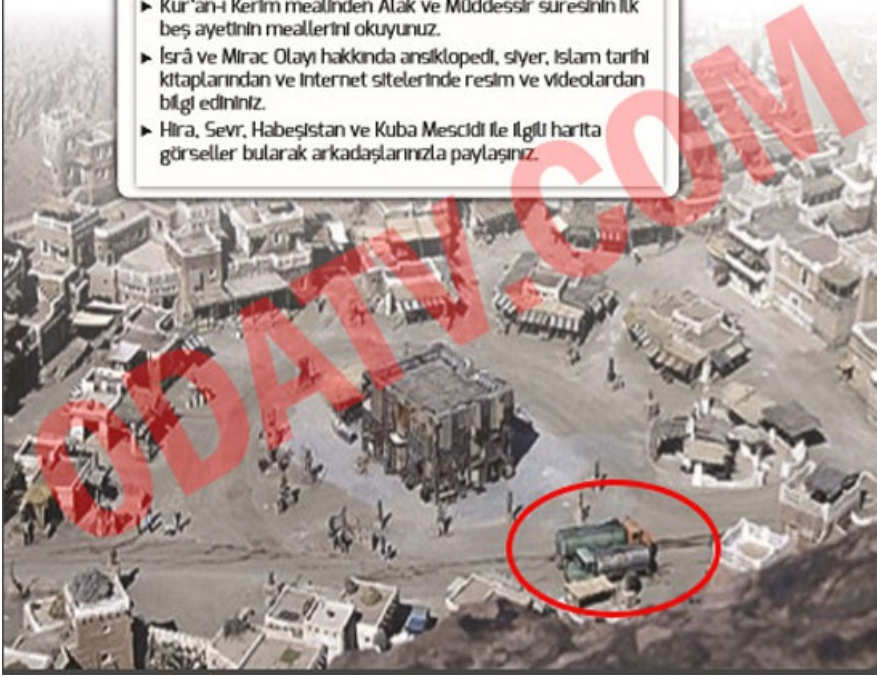 ► Kur'an-ı Kerim mealinden Alak ve Müddessir suresinin ilk
beş ayetinin meallerini okuyunuz.
► İsrâ ve Mirac Olayı hakkında ansiklopedi, siyer, islam tarihi
kitaplarından ve internet sitelerinde resim ve videolardan
bilgi edininiz.
► Hira, Sevr, Habeşistan ve Kuba Mescidi ile ilgili harita
görseller bularak arkadaşlarınızla paylaşınız.
ODATV.COM